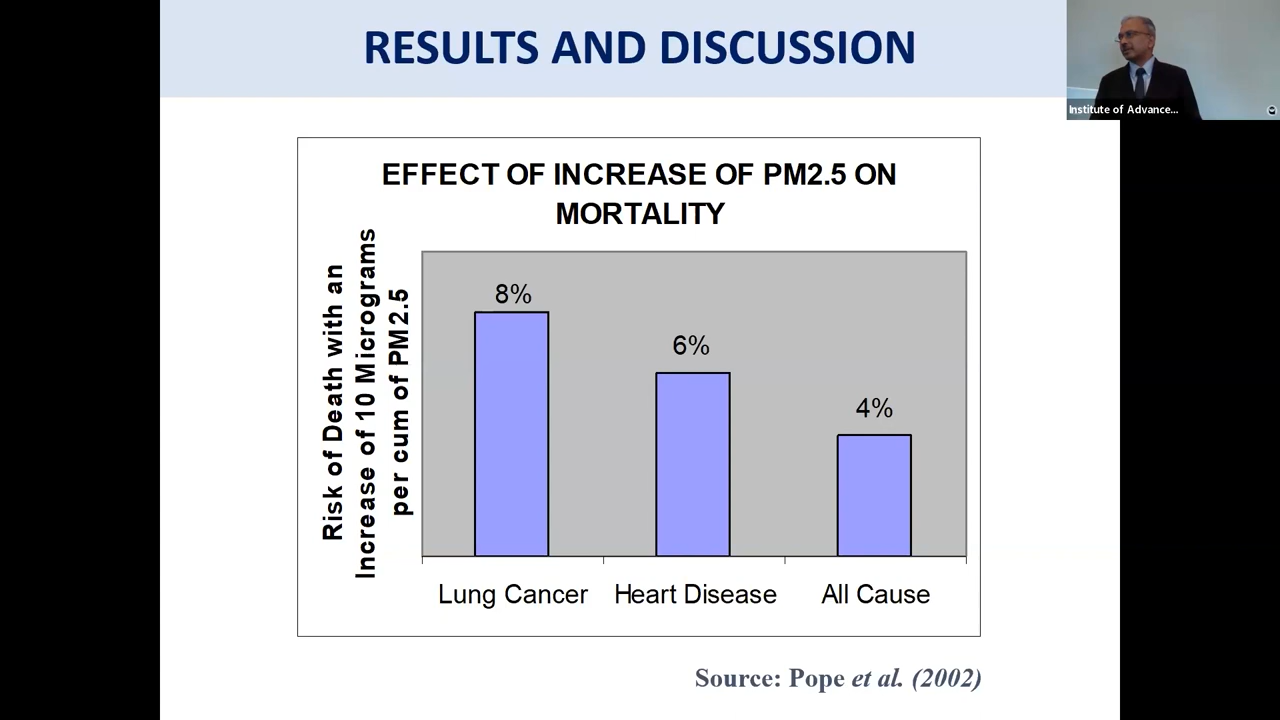 RESULTS AND DISCUSSION
Institute of Advance...
EFFECT OF INCREASE OF PM2.5 ON
MORTALITY
Risk of Death with an
Increase of 10 Micrograms
per cum of PM2.5
8%
6%
4%
Lung Cancer
Heart Disease
All Cause
Source: Pope et al. (2002)